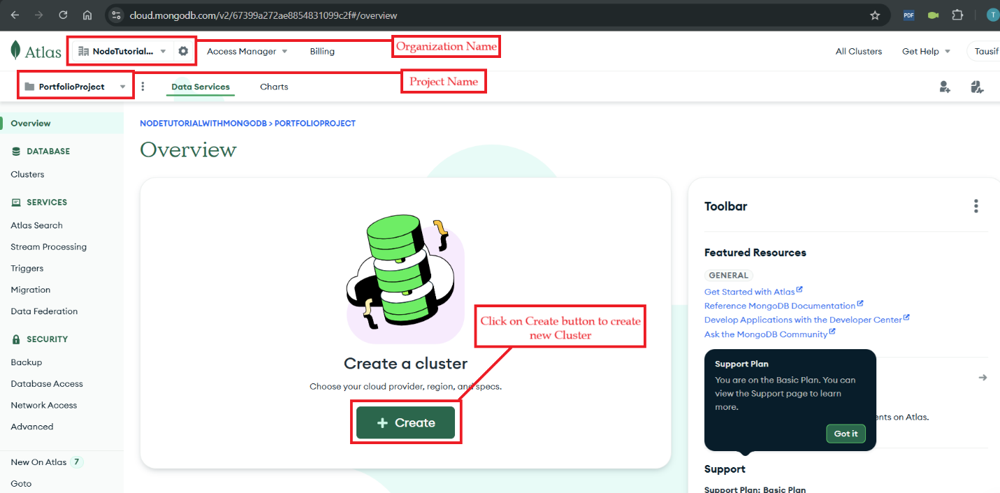 cloud.mongodb.com/v2/67399a272ae8854831099c2f#/overview
PDF
T
Atlas
NodeTutorial...
Access Manager
Billing
Organization Name
All Clusters
Get Help
Tausif
PortfolioProject
Data Services
Charts
Project Name
Overview
DATABASE
Clusters
SERVICES
Atlas Search
Stream Processing
Triggers
Migration
Data Federation
SECURITY
Backup
Database Access
Network Access
Advanced
New On Atlas 7
Goto
NODETUTORIALWITHMONGODB > PORTFOLIOPROJECT
Overview
Click on Create button to create
new Cluster
Create a cluster
Choose your cloud provider, region, and specs.
+ Create
Toolbar
Featured Resources
GENERAL
Get Started with Atlas
Reference MongoDB Documentation
Develop Applications with the Developer Center
Ask the MongoDB Community
Support Plan
You are on the Basic Plan. You can
view the Support page to learn
more.
Got it
ents on Atlas.
Support
Support Plan: Basic Plan